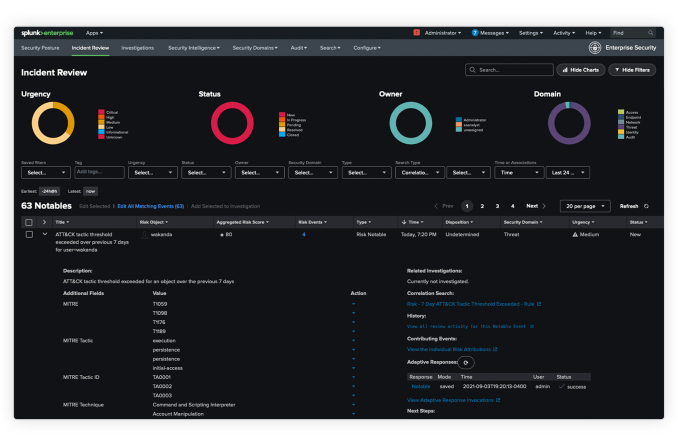 splunk>enterprise Apps ▾ Administrator ▾ 7 Messages ▾ Settings ▾ Activity ▾ Help ▾ Find
Security Posture Incident Review Investigations Security Intelligence ▾ Security Domains ▾ Audit ▾ Search ▾ Configure ▾ Enterprise Security
Incident Review Search... Hide Charts Hide Filters
Urgency Status Owner Domain
Critical
High
Medium
Low
Informational
Unknown
New
In Progress
Pending
Resolved
Closed
Administrator
unassigned
Access
Endpoint
Network
Threat
Identity
Audit
Saved filters Tag Urgency Status Owner Security Domain Type Search Type Time or Associations
Select... Add tags... Select... Select... Select... Select... Select... Correlatio... Select... Time Last 24 ...
Earliest: -24h@h Latest: now
63 Notables Edit Selected | Edit All Matching Events (63) | Add Selected to Investigation < Prev 1 2 3 4 Next > 20 per page ▾ Refresh
Title Risk Object Aggregated Risk Score Risk Events Type Time Disposition Security Domain Urgency Status
ATT&CK tactic threshold exceeded over previous 7 days for user=wakanda
wakanda 80 4 Risk Notable Today, 7:20 PM Undetermined Threat Medium New
Description:
ATT&CK tactic threshold exceeded for an object over the previous 7 days
Additional Fields Value Action
MITRE T1059
T1098
T1176
T1189
MITRE Tactic execution
persistence
persistence
initial-access
MITRE Tactic ID TA0001
TA0002
TA0003
MITRE Technique Command and Scripting Interpreter
Account Manipulation
Related Investigations:
Currently not investigated.
Correlation Search:
Risk - 7 Day ATT&CK Tactic Threshold Exceeded - Rule
History:
View all review activity for this Notable Event
Contributing Events:
View the individual Risk Attributions
Adaptive Responses:
Response Mode Time User Status
Notable saved 2021-09-03T19:20:13-0400 admin success
View Adaptive Response Invocations
Next Steps: